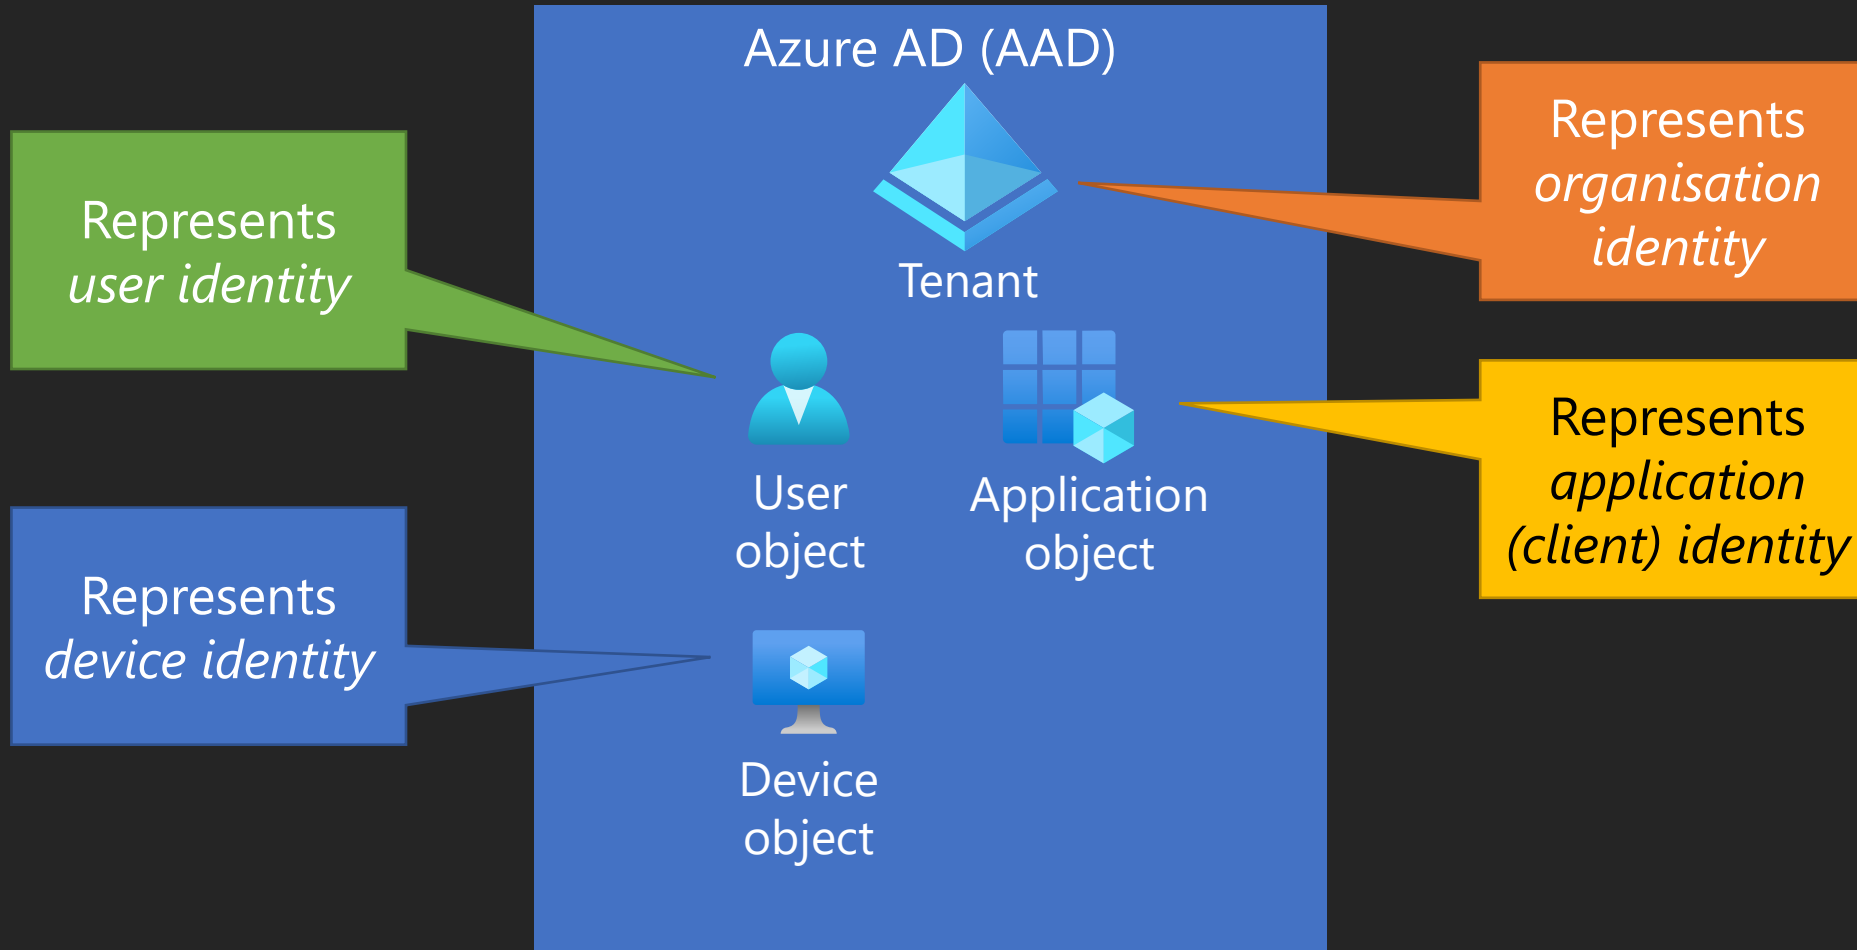 Azure AD (AAD)
Tenant
Represents
organisation
identity
Represents
user identity
User
object
Application
object
Represents
application
(client) identity
Represents
device identity
Device
object